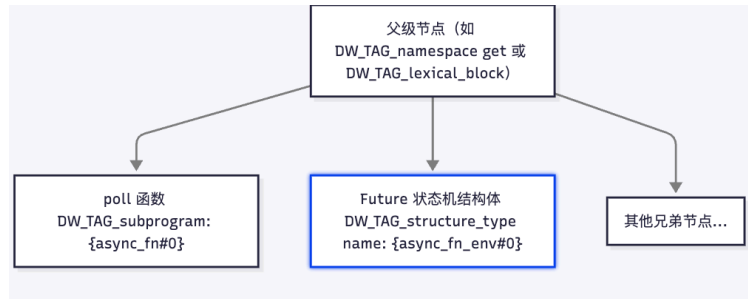 父级节点（如
DW_TAG_namespace get 或
DW_TAG_lexical_block）
poll 函数
DW_TAG_subprogram:
{async_fn#0}
Future 状态机结构体
DW_TAG_structure_type
name: {async_fn_env#0}
其他兄弟节点...